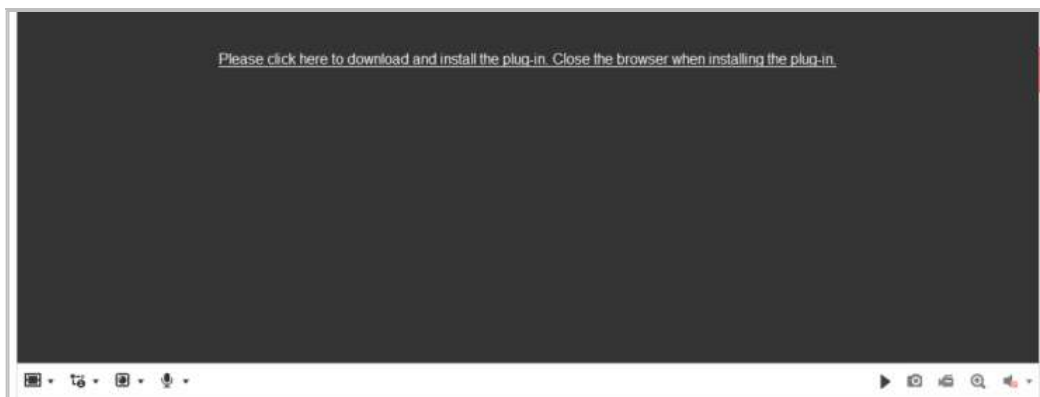 Please click here to download and install the plug-in. Close the browser when installing the plug-in.